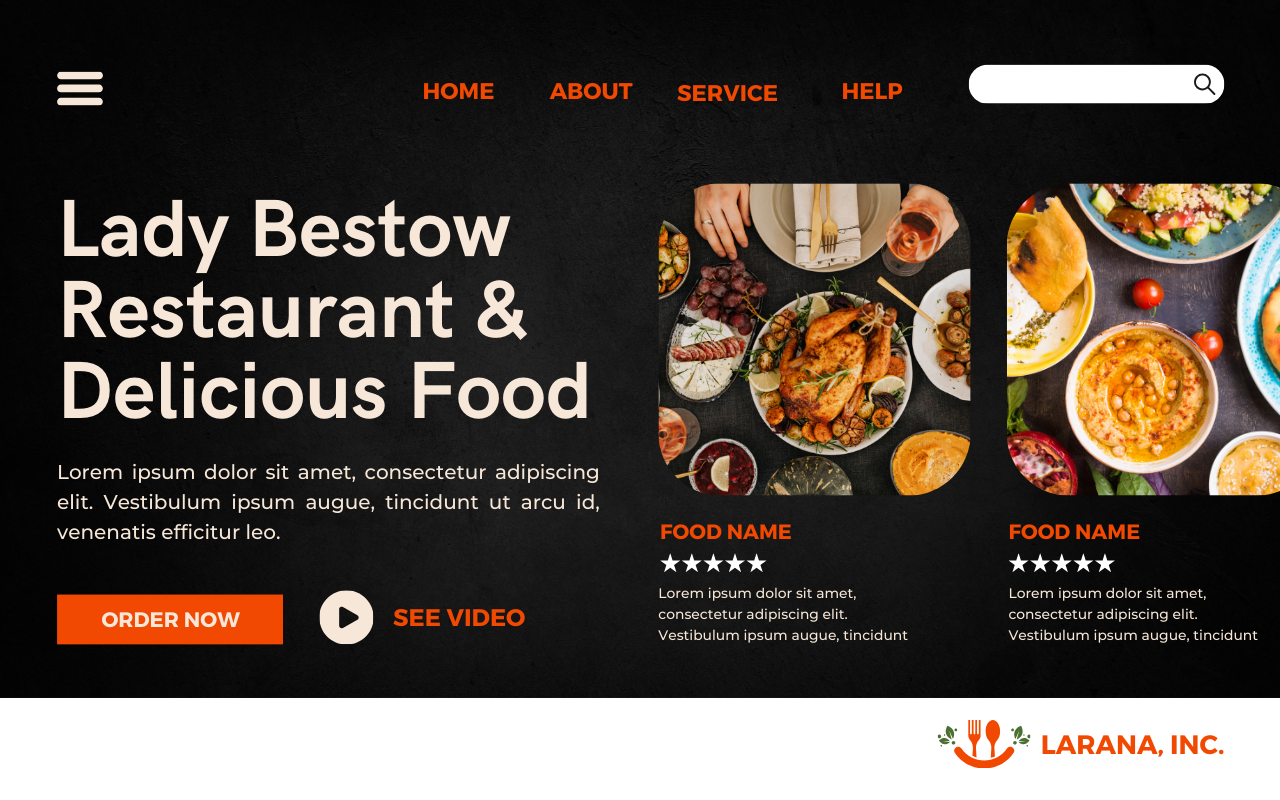 HOME ABOUT SERVICE HELP
Lady Bestow
Restaurant &
Delicious Food
Lorem ipsum dolor sit amet, consectetur adipiscing
elit. Vestibulum ipsum augue, tincidunt ut arcu id,
venenatis efficitur leo.
ORDER NOW
SEE VIDEO
FOOD NAME
Lorem ipsum dolor sit amet,
consectetur adipiscing elit.
Vestibulum ipsum augue, tincidunt
FOOD NAME
Lorem ipsum dolor sit amet,
consectetur adipiscing elit.
Vestibulum ipsum augue, tincidunt
LARANA, INC.